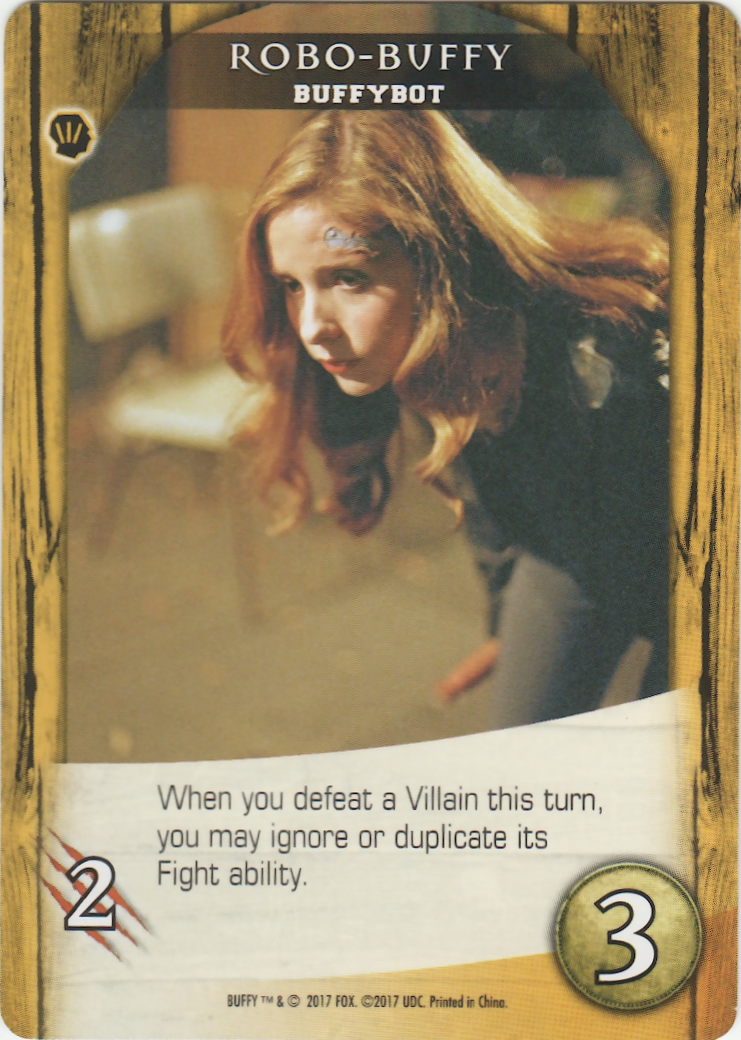 ROBO-BUFFY
BUFFYBOT
When you defeat a Villain this turn,
you may ignore or duplicate its
Fight ability.
2
3
BUFFY ™ & © 2017 FOX. ©2017 UDC. Printed in China.